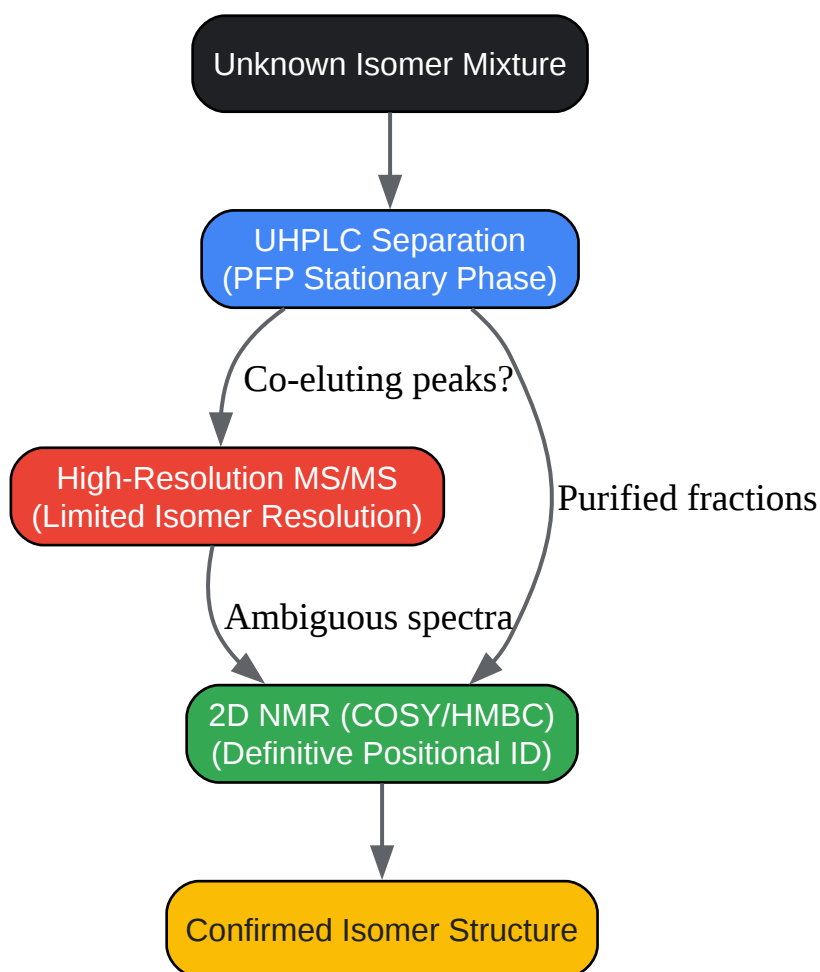 Unknown Isomer Mixture
UHPLC Separation
(PFP Stationary Phase)
Co-eluting peaks?
High-Resolution MS/MS
(Limited Isomer Resolution)
Purified fractions
Ambiguous spectra
2D NMR (COSY/HMBC)
(Definitive Positional ID)
Confirmed Isomer Structure